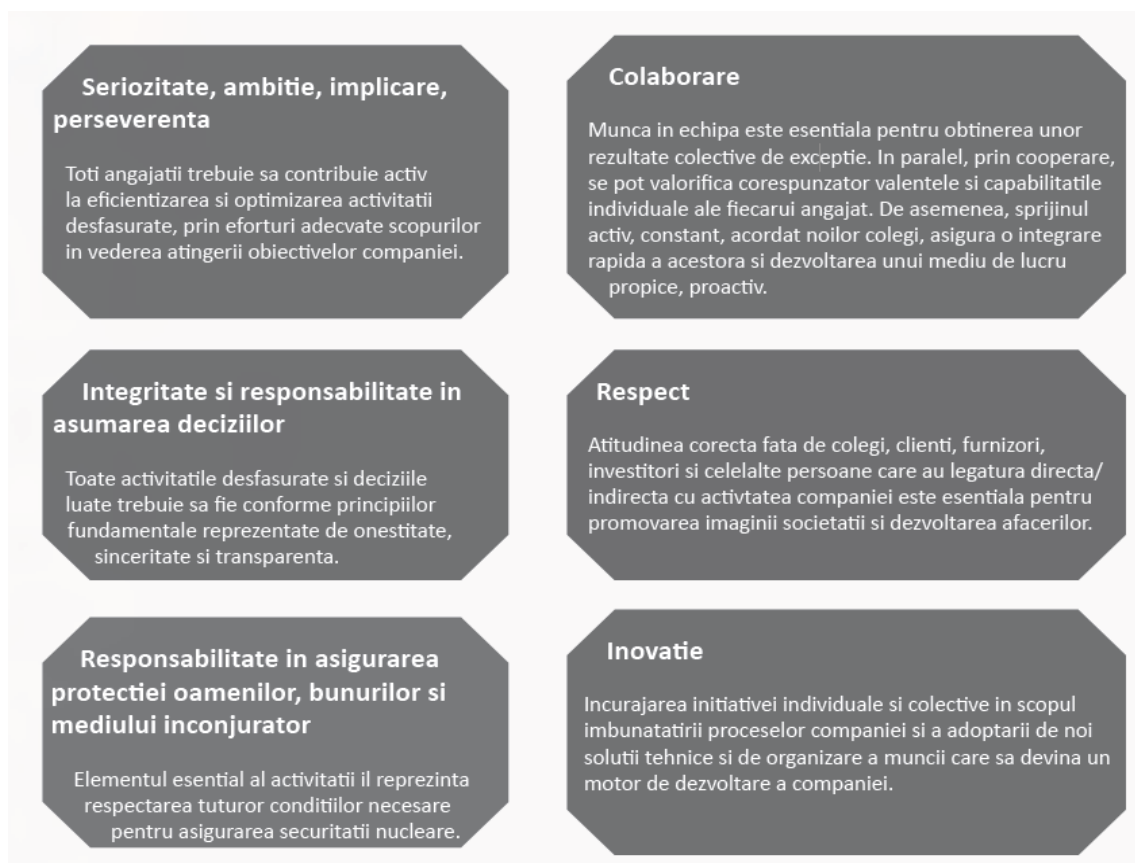 Seriozitate, ambitie, implicare,
perseverenta
Toti angajatii trebuie sa contribuie activ
la eficientizarea si optimizarea activitatii
desfasurate, prin eforturi adecvate scopurilor
in vederea atingerii obiectivelor companiei.
Colaborare
Munca in echipa este esentiala pentru obtinerea unor
rezultate colective de exceptie. In paralel, prin cooperare,
se pot valorifica corespunzator valentele si capabilitatile
individuale ale fiecarui angajat. De asemenea, sprijinul
activ, constant, acordat noilor colegi, asigura o integrare
rapida a acestora si dezvoltarea unui mediu de lucru
propice, proactiv.
Integritate si responsabilitate in
asumarea deciziilor
Toate activitatile desfasurate si deciziile
luate trebuie sa fie conforme principiilor
fundamentale reprezentate de onestitate,
sinceritate si transparenta.
Respect
Atitudinea corecta fata de colegi, clienti, furnizori,
investitori si celelalte persoane care au legatura directa/
indirecta cu activtatea companiei este esentiala pentru
promovarea imaginii societatii si dezvoltarea afacerilor.
Responsabilitate in asigurarea
protectiei oamenilor, bunurilor si
mediului inconjurator
Elementul esential al activitatii il reprezinta
respectarea tuturor conditiilor necesare
pentru asigurarea securitatii nucleare.
Inovatie
Incurajarea initiativei individuale si colective in scopul
imbunatatirii proceselor companiei si a adoptarii de noi
solutii tehnice si de organizare a muncii care sa devina un
motor de dezvoltare a companiei.